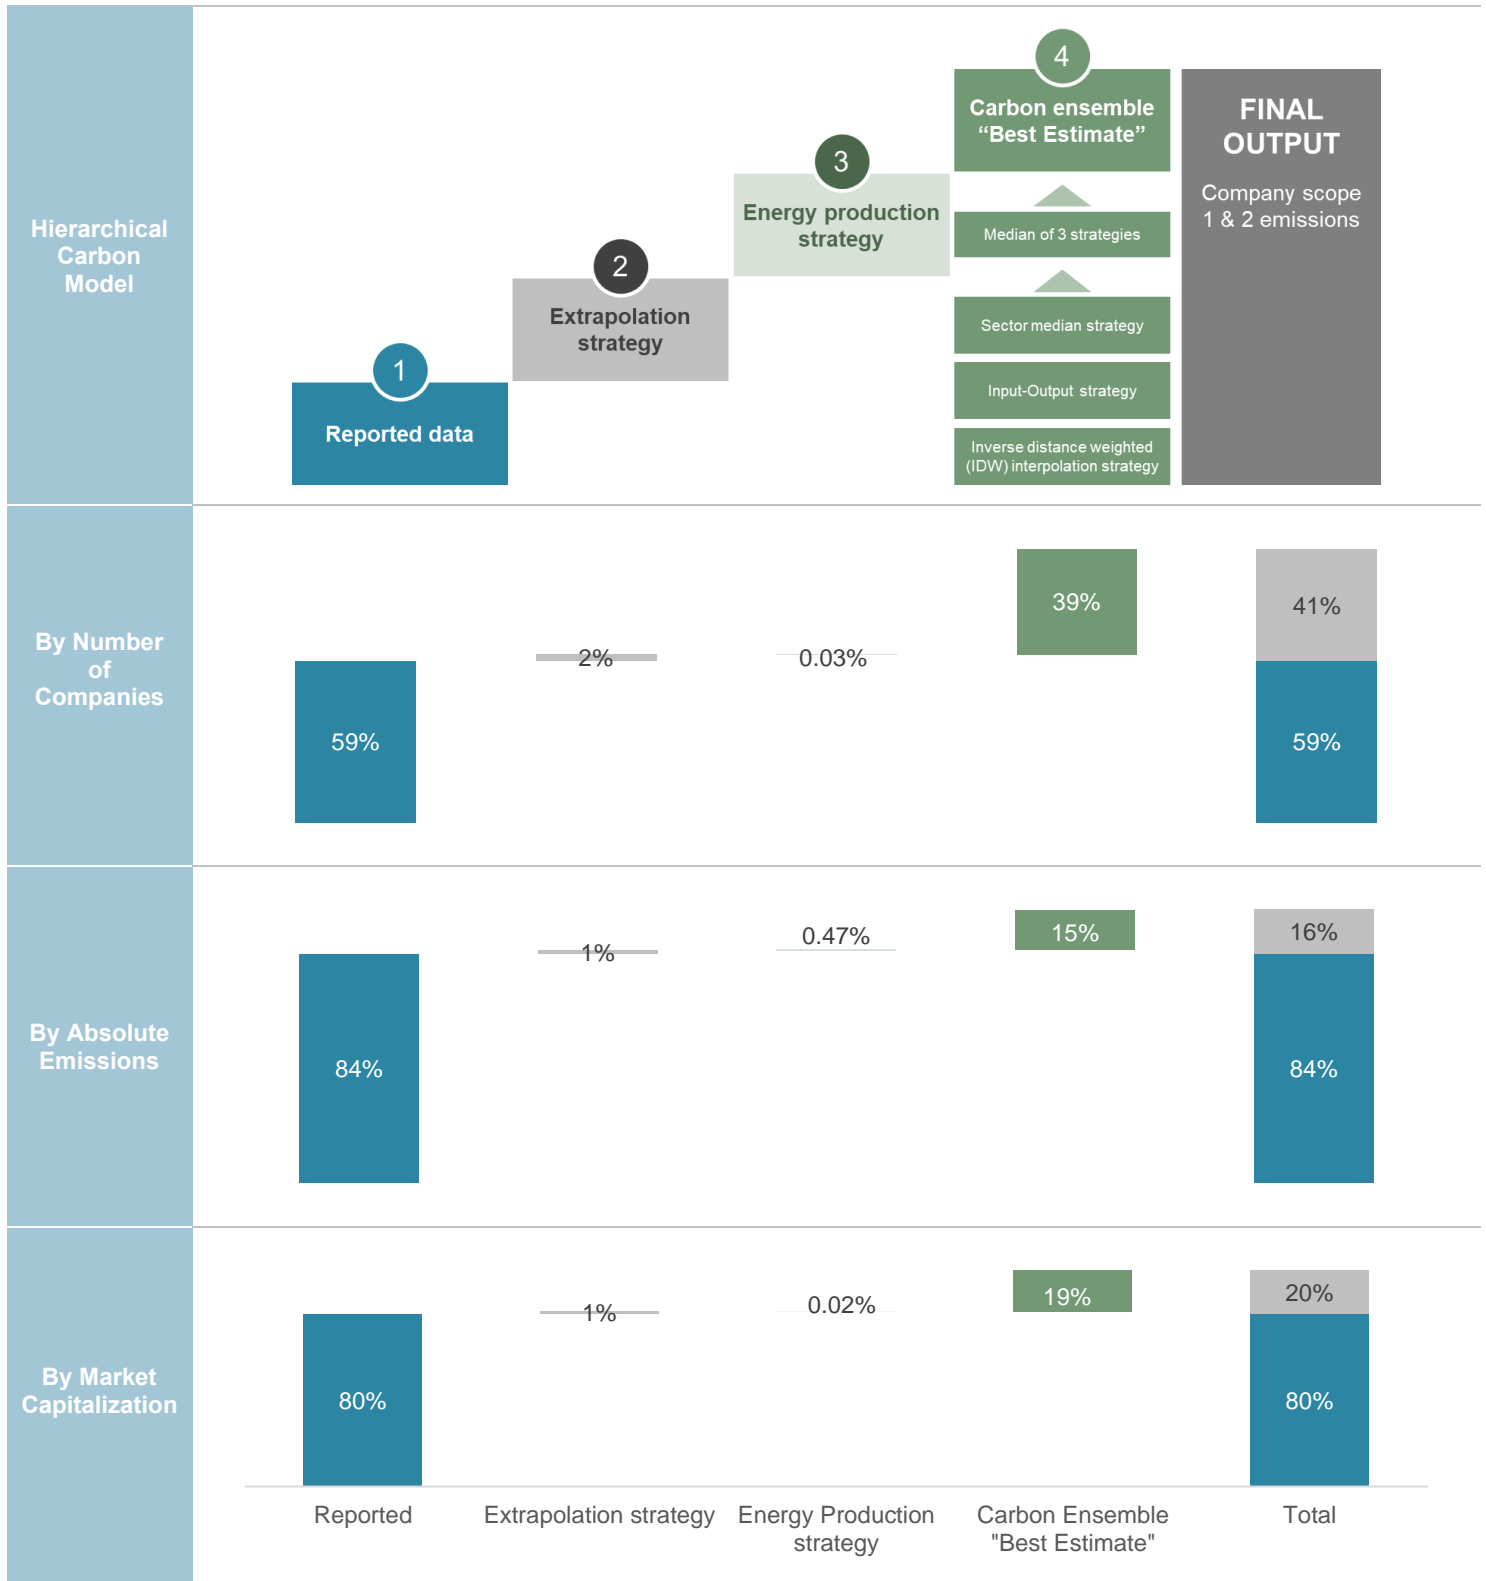 Hierarchical
Carbon
Model
1
Reported data
2
Extrapolation
strategy
3
Energy production
strategy
4
Carbon ensemble
“Best Estimate”
Median of 3 strategies
Sector median strategy
Input-Output strategy
Inverse distance weighted
(IDW) interpolation strategy
FINAL
OUTPUT
Company scope
1 & 2 emissions
By Number
of
Companies
59%
2%
0.03%
39%
41%
59%
By Absolute
Emissions
84%
1%
0.47%
15%
16%
84%
By Market
Capitalization
80%
1%
0.02%
19%
20%
80%
Reported
Extrapolation strategy
Energy Production
strategy
Carbon Ensemble
"Best Estimate"
Total